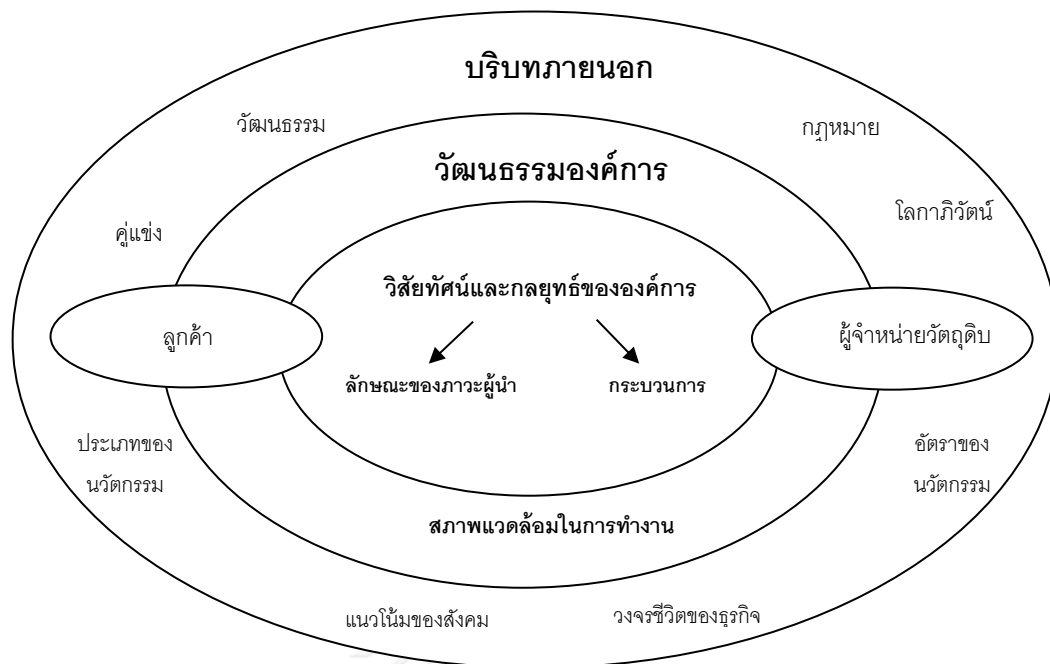 บริบทภายนอก
วัฒนธรรม
กฎหมาย
วัฒนธรรมองค์การ
โลกาภิวัตน์
คู่แข่ง
วิสัยทัศน์และกลยุทธ์ขององค์การ
ลูกค้า
ผู้จำหน่ายวัตถุดิบ
ลักษณะของภาวะผู้นำ
กระบวนการ
ประเภทของ
นวัตกรรม
อัตราของ
นวัตกรรม
สภาพแวดล้อมในการทำงาน
แนวโน้มของสังคม
วงจรชีวิตของธุรกิจ